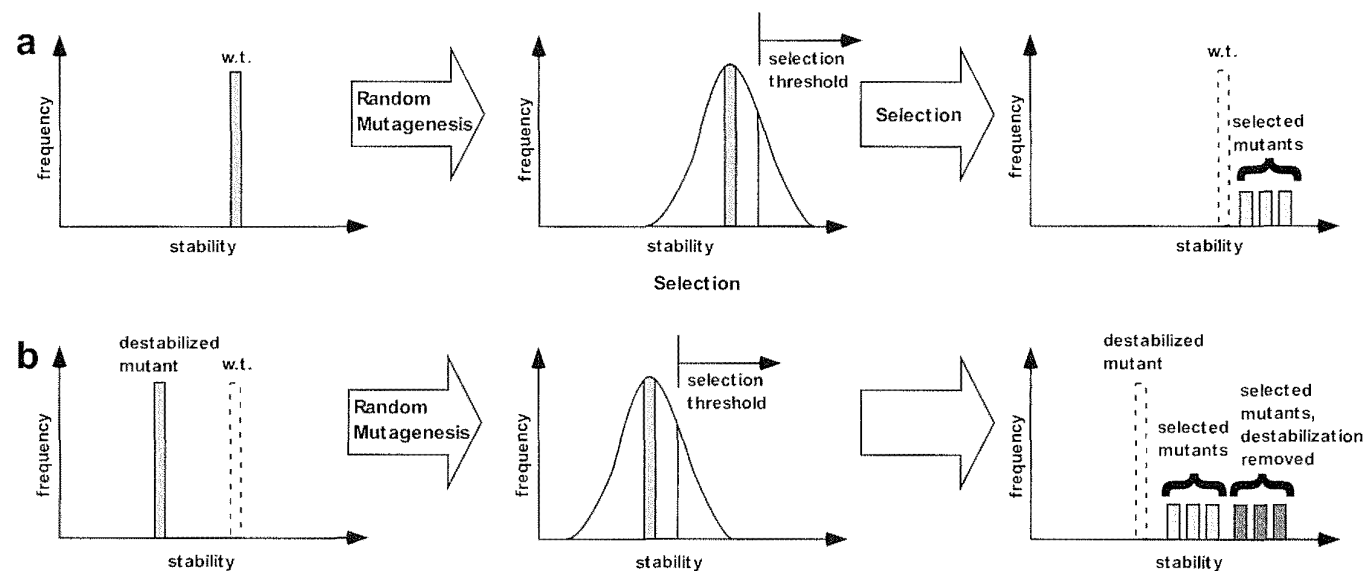 a
frequency
w.t.
stability
Random
Mutagenesis
frequency
selection
threshold
stability
Selection
frequency
w.t.
selected
mutants
stability
Selection
b
frequency
destabilized
mutant
w.t.
stability
Random
Mutagenesis
frequency
selection
threshold
stability
frequency
destabilized
mutant
selected
mutants
selected
mutants,
destabilization
removed
stability